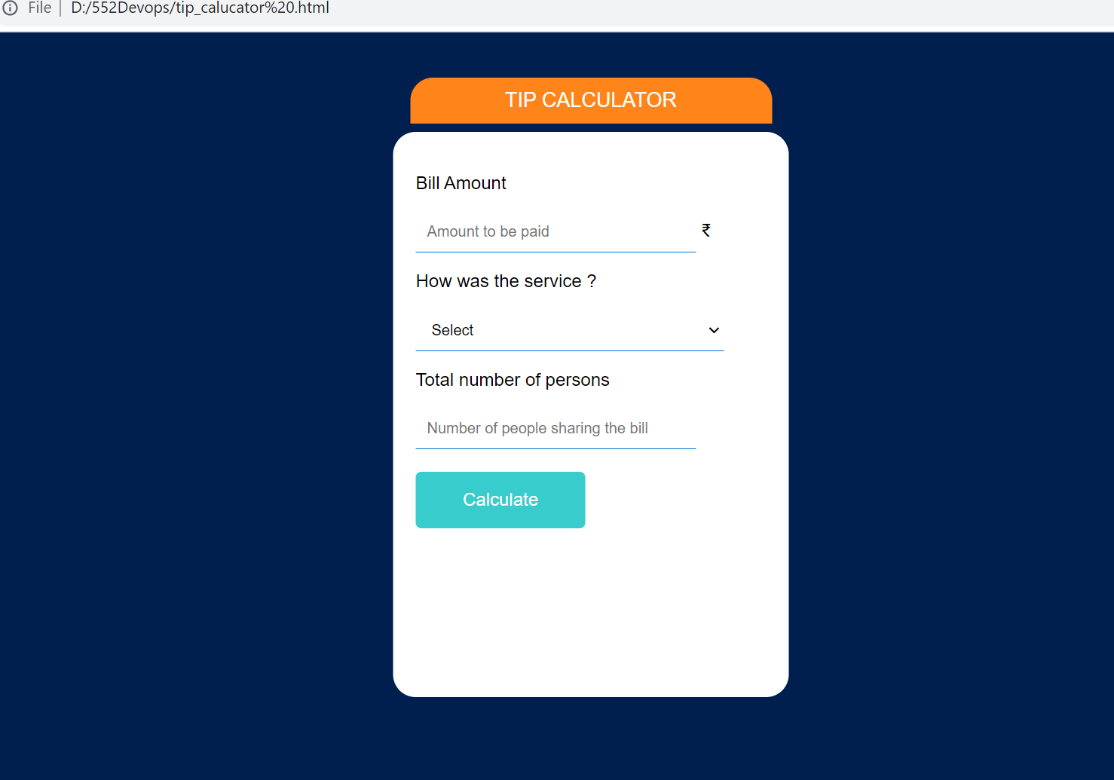 File | D:/552Devops/tip_calucator%20.html
TIP CALCULATOR
Bill Amount
Amount to be paid ₹
How was the service ?
Select
Total number of persons
Number of people sharing the bill
Calculate